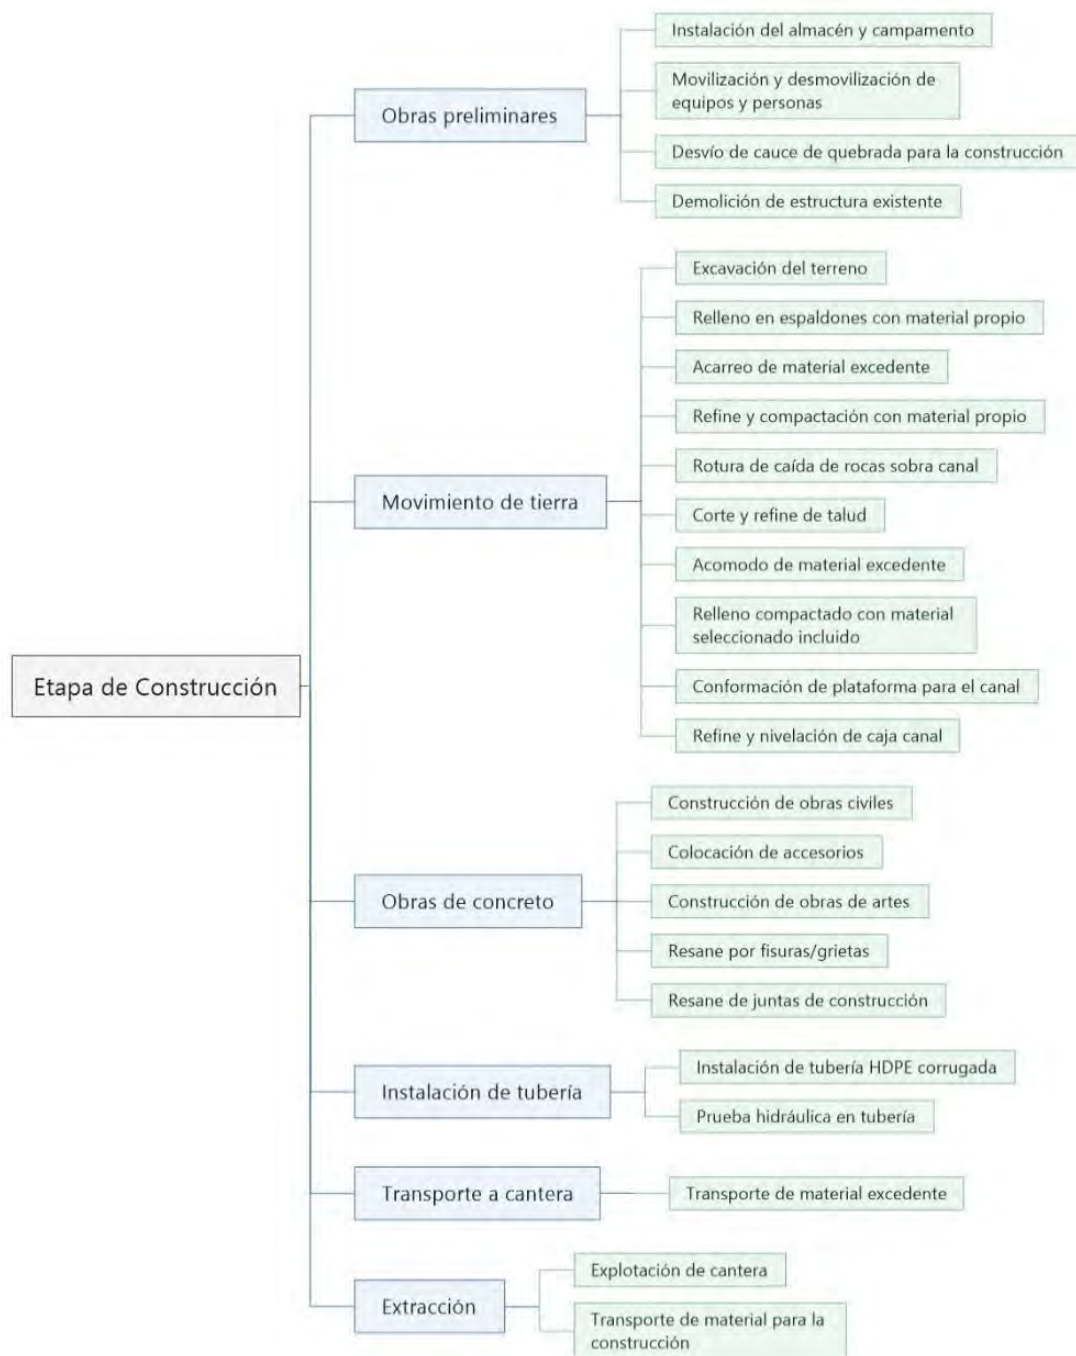 Etapa de Construcción
Obras preliminares
Instalación del almacén y campamento
Movilización y desmovilización de
equipos y personas
Desvío de cauce de quebrada para la construcción
Demolición de estructura existente
Movimiento de tierra
Excavación del terreno
Relleno en espaldones con material propio
Acarreo de material excedente
Refine y compactación con material propio
Rotura de caída de rocas sobra canal
Corte y refine de talud
Acomodo de material excedente
Relleno compactado con material
seleccionado incluido
Conformación de plataforma para el canal
Refine y nivelación de caja canal
Obras de concreto
Construcción de obras civiles
Colocación de accesorios
Construcción de obras de artes
Resane por fisuras/grietas
Resane de juntas de construcción
Instalación de tubería
Instalación de tubería HDPE corrugada
Prueba hidráulica en tubería
Transporte a cantera
Transporte de material excedente
Extracción
Explotación de cantera
Transporte de material para la
construcción